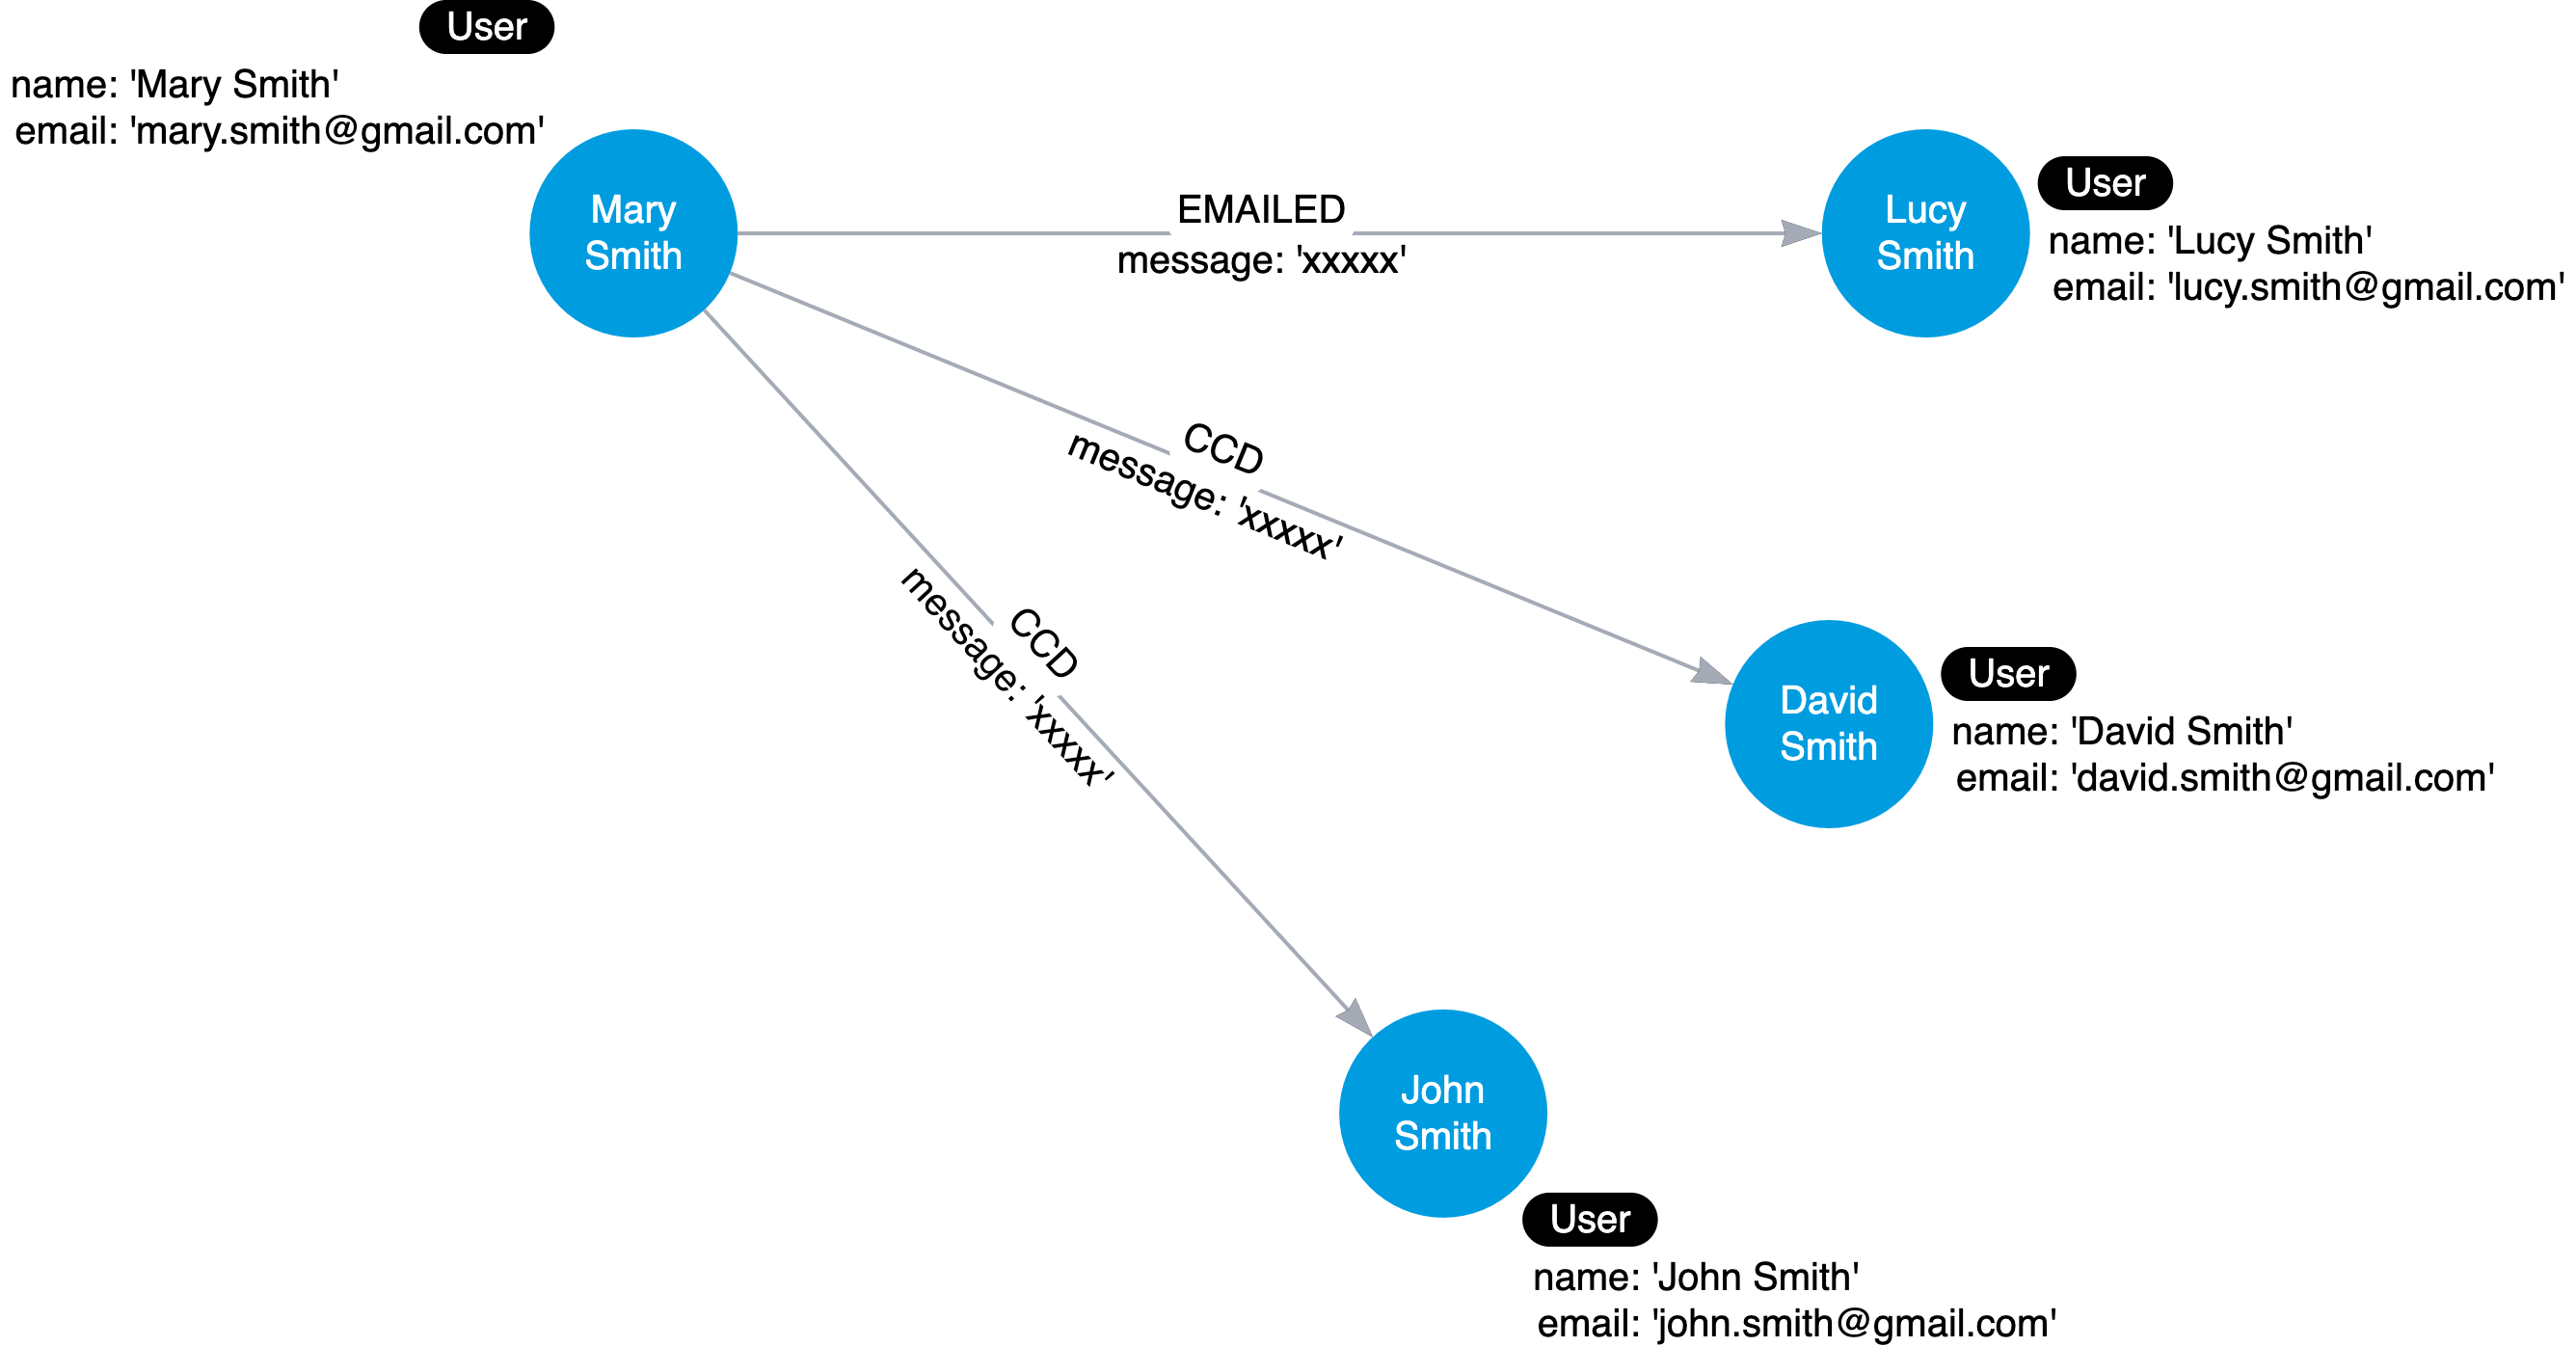 User
name: 'Mary Smith'
email: 'mary.smith@gmail.com'
Mary
Smith
EMAILED
message: 'xxxxx'
Lucy
Smith
User
name: 'Lucy Smith'
email: 'lucy.smith@gmail.com'
CCD
message: 'xxxxx'
David
Smith
User
name: 'David Smith'
email: 'david.smith@gmail.com'
CCD
message: 'xxxxx'
John
Smith
User
name: 'John Smith'
email: 'john.smith@gmail.com'